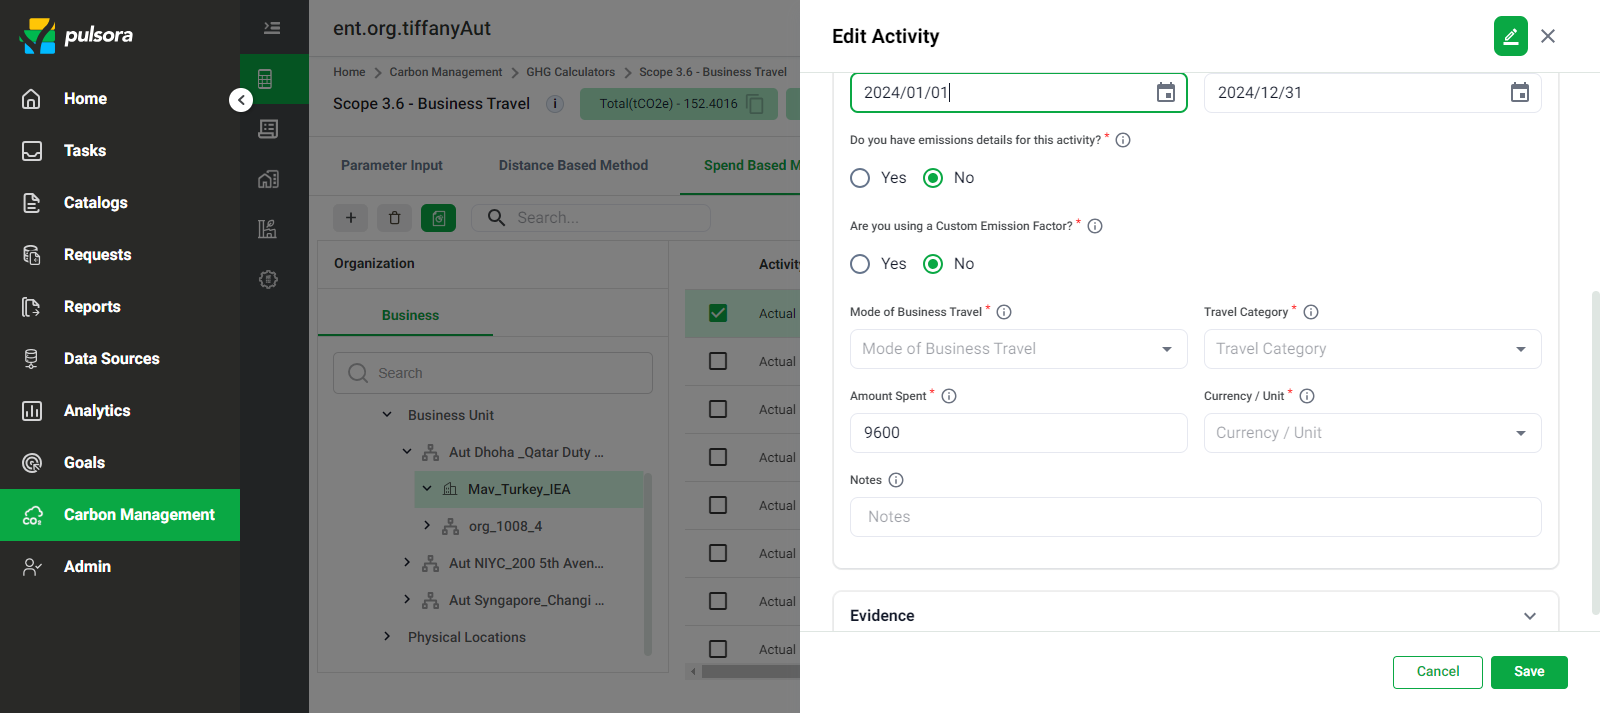 pulsora
Home
Tasks
Catalogs
Requests
Reports
Data Sources
Analytics
Goals
Carbon Management
Admin
ent.org.tiffanyAut
Home > Carbon Management > GHG Calculators > Scope 3.6 - Business Travel
Scope 3.6 - Business Travel
Total(tCO2e) - 152.4016
Parameter Input
Distance Based Method
Spend Based M
Search...
Organization
Business
Search
Business Unit
Aut Dhoha _Qatar Duty ...
Mav_Turkey_IEA
org_1008_4
Aut NIYC_200 5th Aven...
Aut Syngapore_Changi ...
Physical Locations
Activity
Actual
Actual
Actual
Actual
Actual
Actual
Actual
Actual
Edit Activity
2024/01/01
2024/12/31
Do you have emissions details for this activity? *
Yes
No
Are you using a Custom Emission Factor? *
Yes
No
Mode of Business Travel *
Travel Category *
Mode of Business Travel
Travel Category
Amount Spent *
Currency / Unit *
9600
Currency / Unit
Notes
Notes
Evidence
Cancel
Save